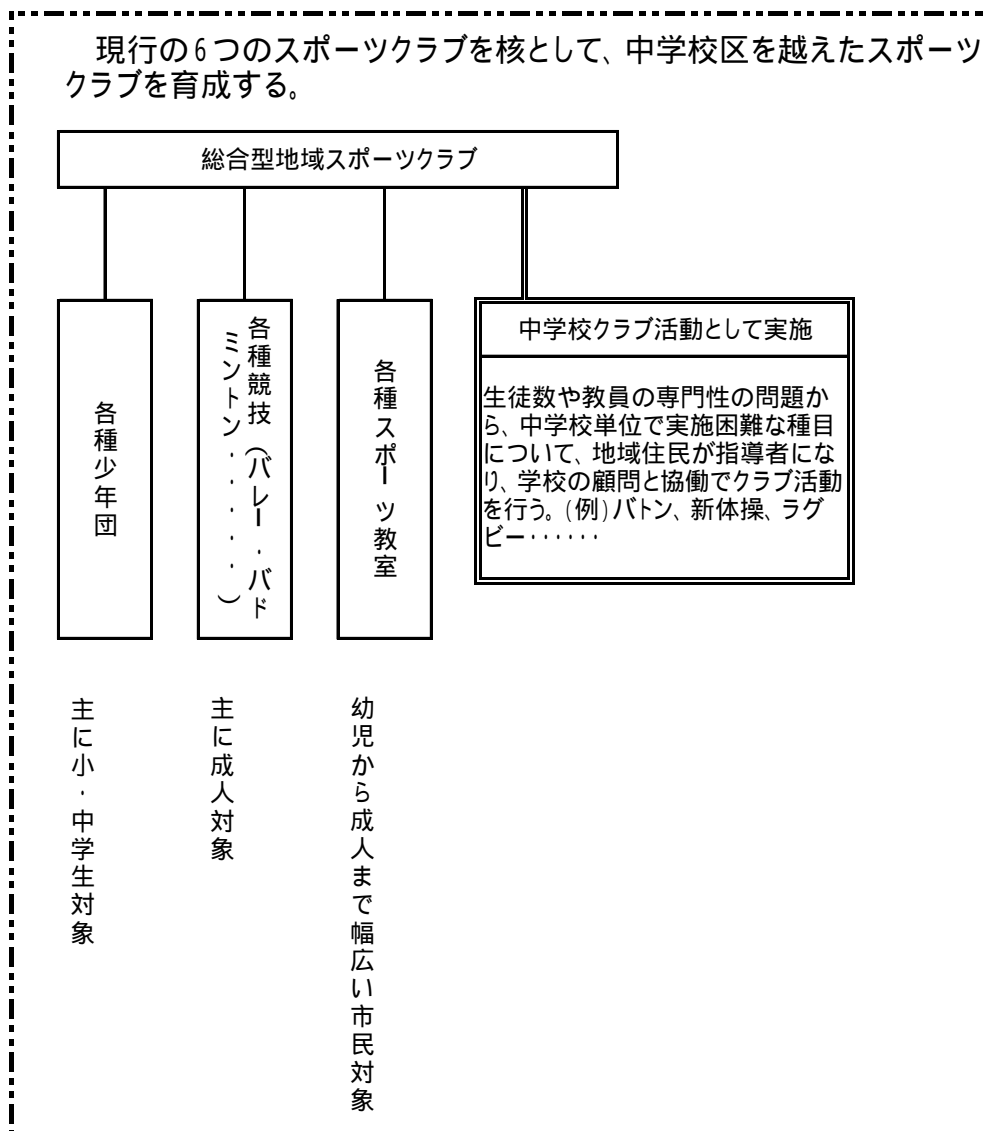 現行の6つのスポーツクラブを核として、中学校区を越えたスポーツ
クラブを育成する。
総合型地域スポーツクラブ
各種少年団
各種競技（バレー・バド
ミントン・・・・・・）
各種スポーツ教室
中学校クラブ活動として実施
生徒数や教員の専門性の問題か
ら、中学校単位で実施困難な種目
について、地域住民が指導者にな
り、学校の顧問と協働でクラブ活動
を行う。(例)バトン、新体操、ラグ
ビー・・・・・・
主に小・中学生対象
主に成人対象
幼児から成人まで幅広い市民対象